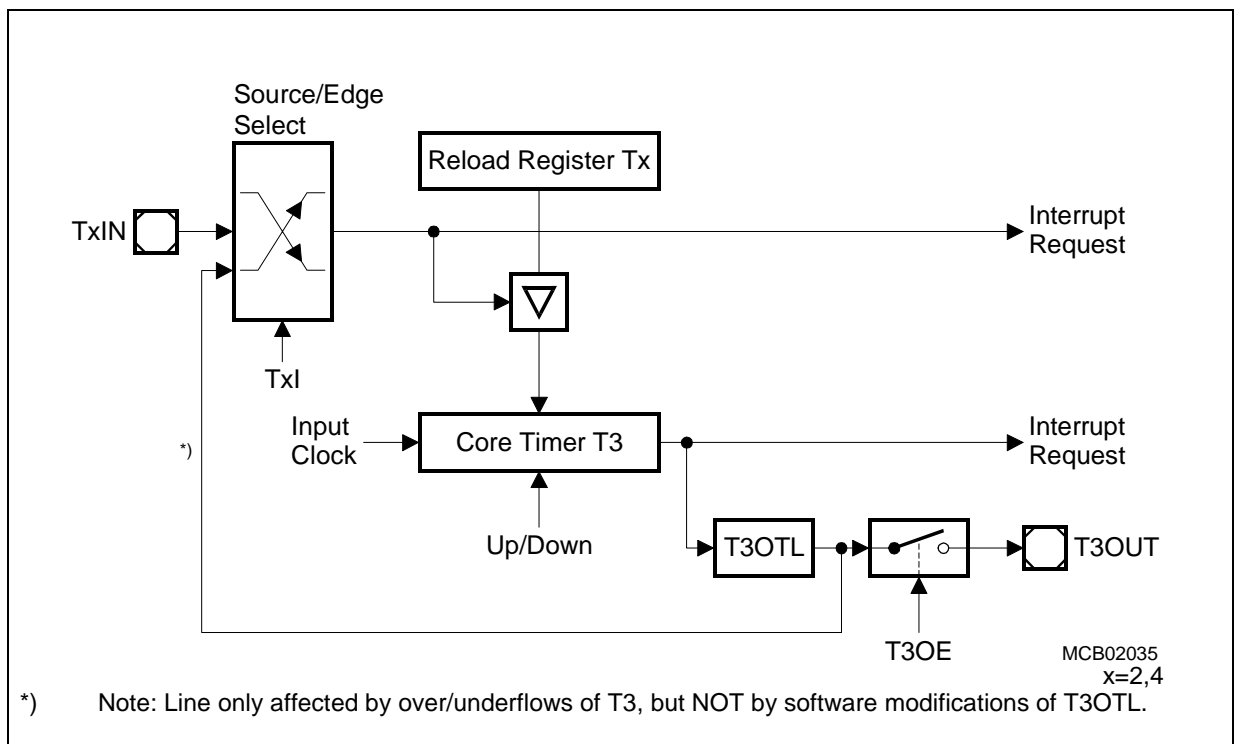 Source/Edge
Select
Reload Register Tx
TxIN
Interrupt
Request
TxI
Input
Clock
Core Timer T3
Interrupt
Request
*)
Up/Down
T3OTL
T3OUT
T3OE
MCB02035
x=2,4
*) Note: Line only affected by over/underflows of T3, but NOT by software modifications of T3OTL.